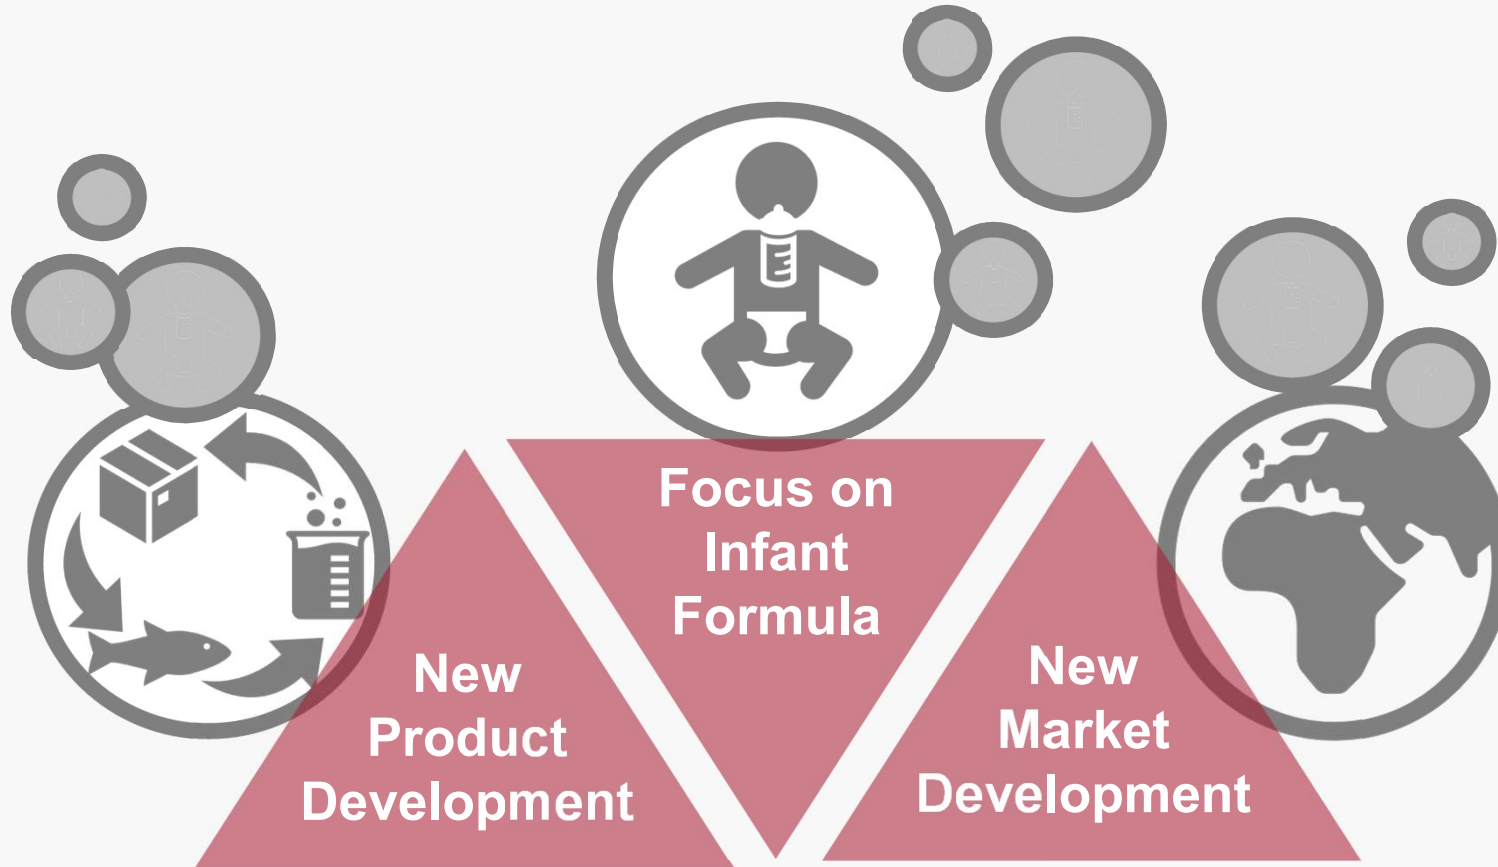 Focus on
Infant
Formula
New
Product
Development
New
Market
Development